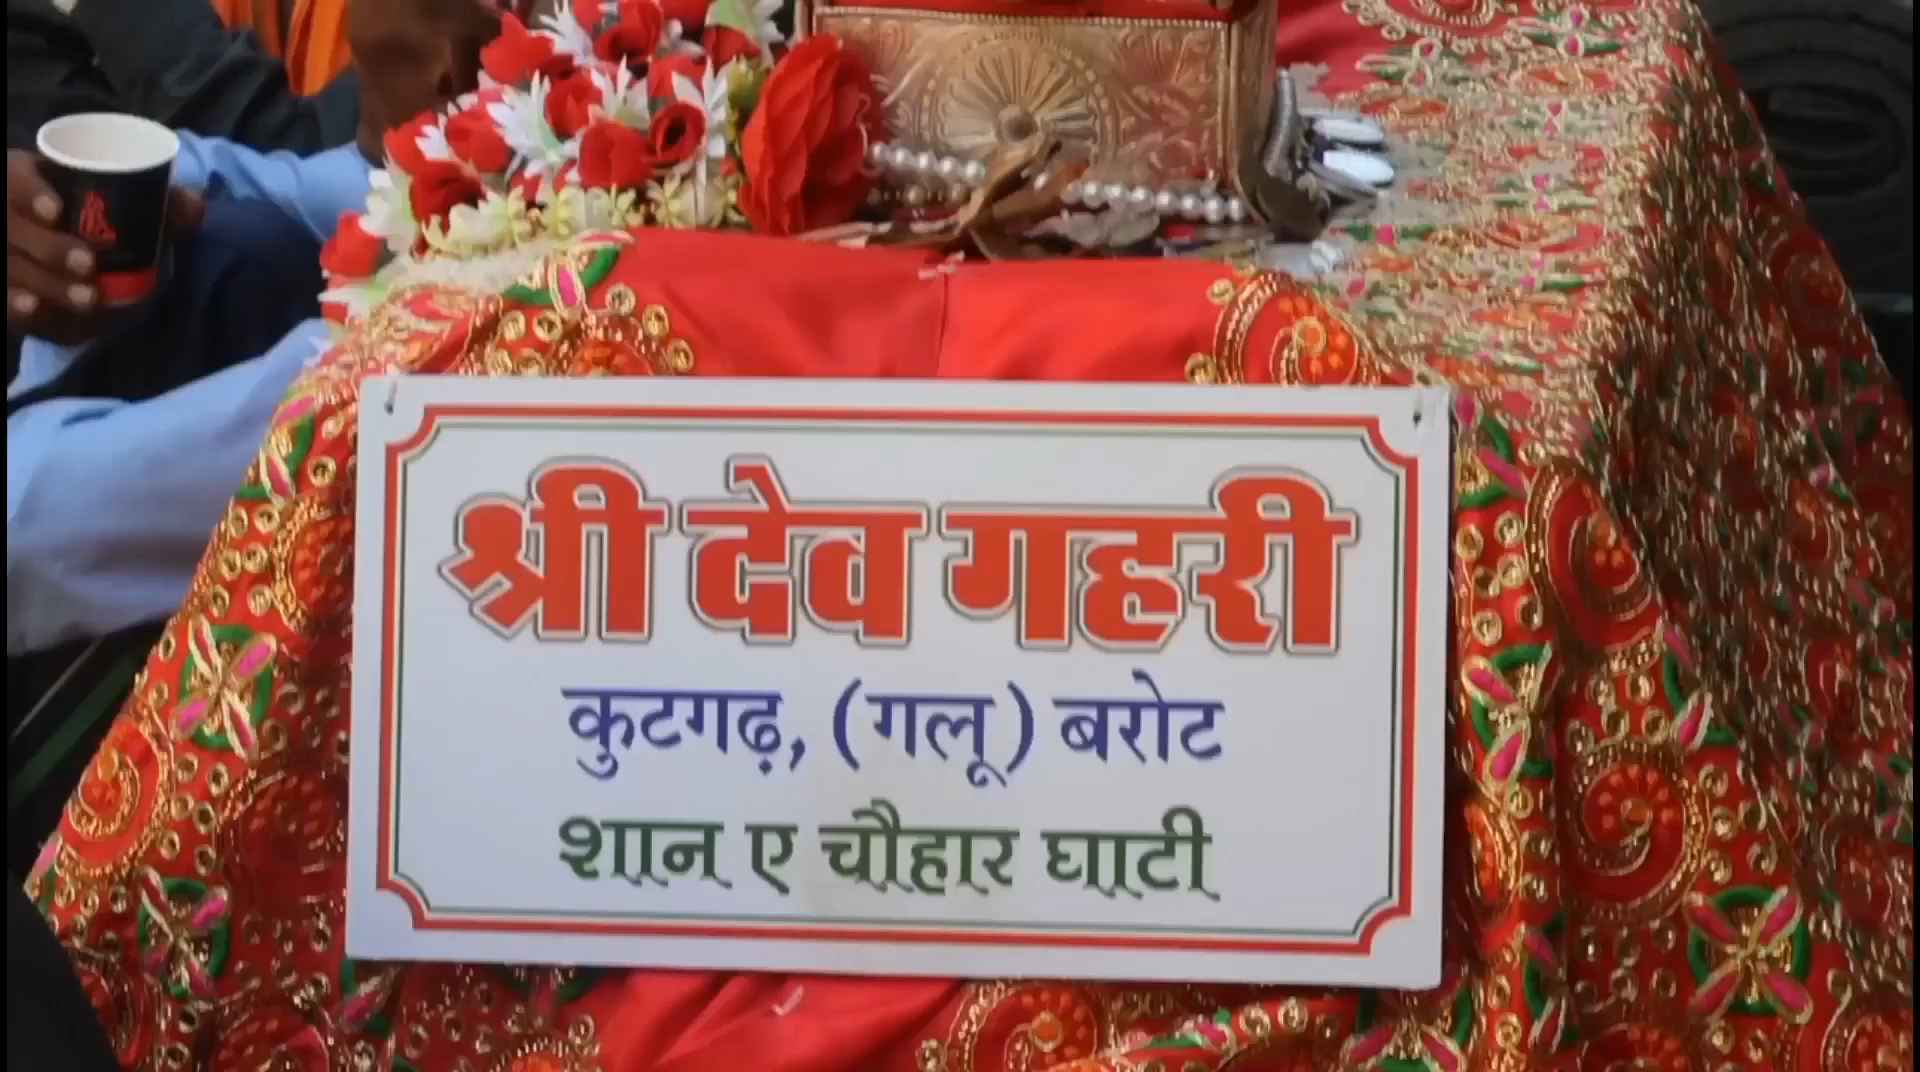 श्री देव गहरी
कुटगढ़, (गलू) बरोट
शान ए चौहार घाटी